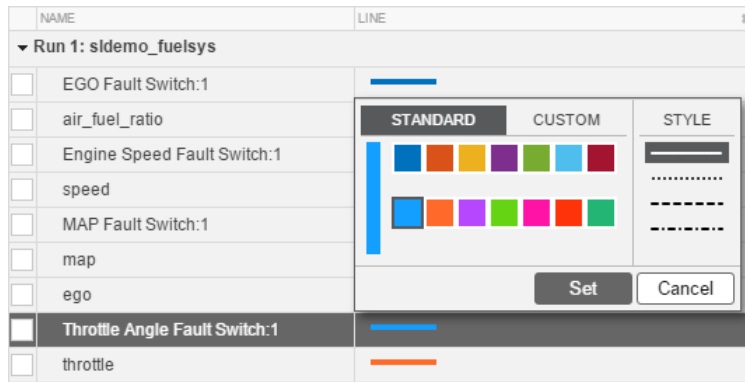 NAME LINE
Run 1: sldemo_fuelsys
EGO Fault Switch:1
air_fuel_ratio
STANDARD CUSTOM STYLE
Engine Speed Fault Switch:1
speed
MAP Fault Switch:1
map
ego
Set Cancel
Throttle Angle Fault Switch:1
throttle